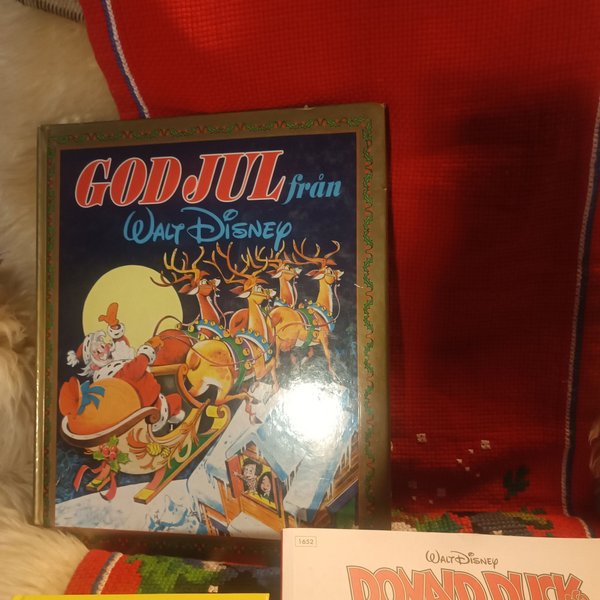 GOD JUL från
WALT DISNEY
1652
WALT DISNEY
DONALD DUCK